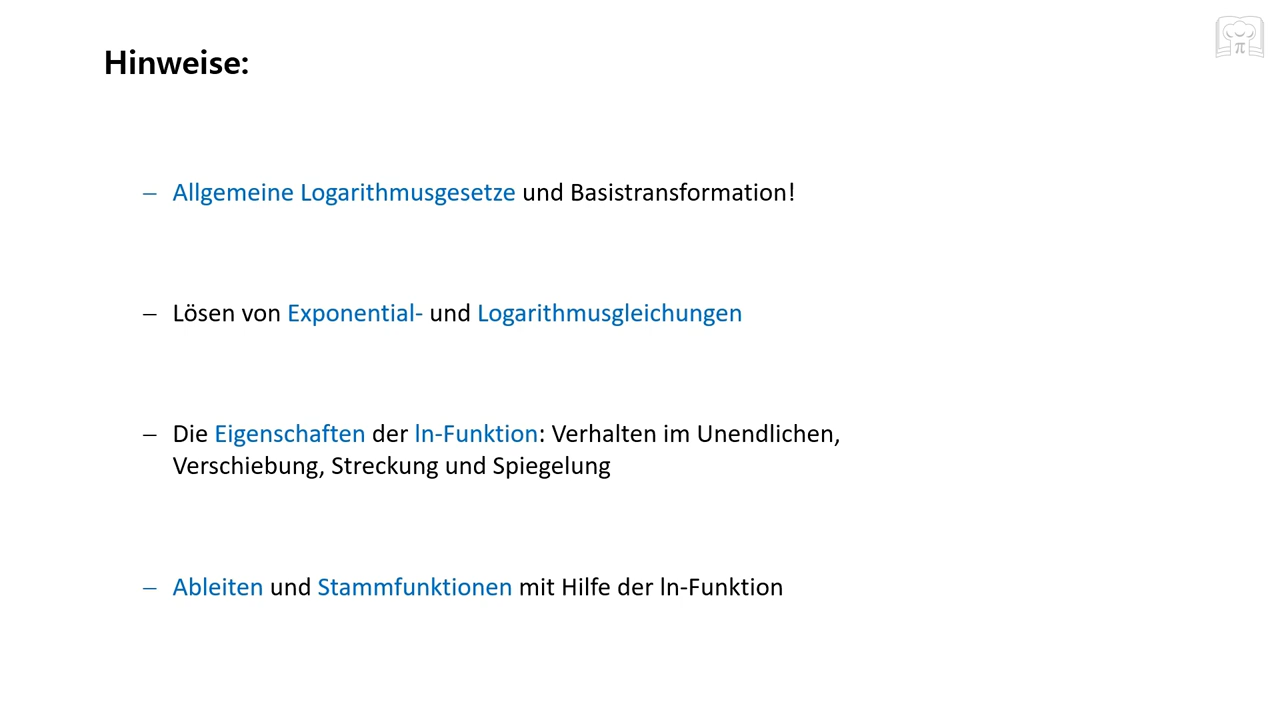 Hinweise:
– Allgemeine Logarithmusgesetze und Basistransformation!
– Lösen von Exponential- und Logarithmusgleichungen
– Die Eigenschaften der ln-Funktion: Verhalten im Unendlichen,
Verschiebung, Streckung und Spiegelung
– Ableiten und Stammfunktionen mit Hilfe der ln-Funktion
π